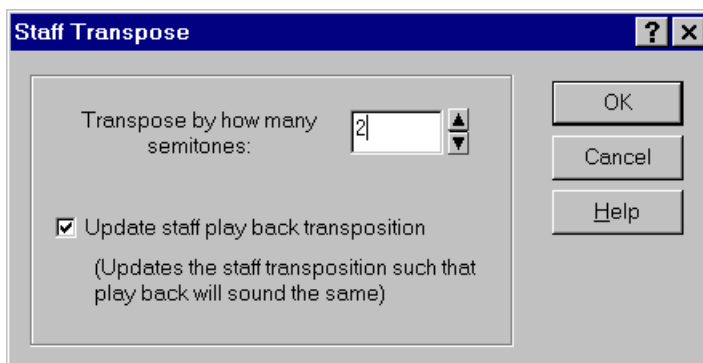 Staff Transpose
Transpose by how many
semitones:
2
OK
Cancel
Help
Update staff play back transposition
(Updates the staff transposition such that
play back will sound the same)